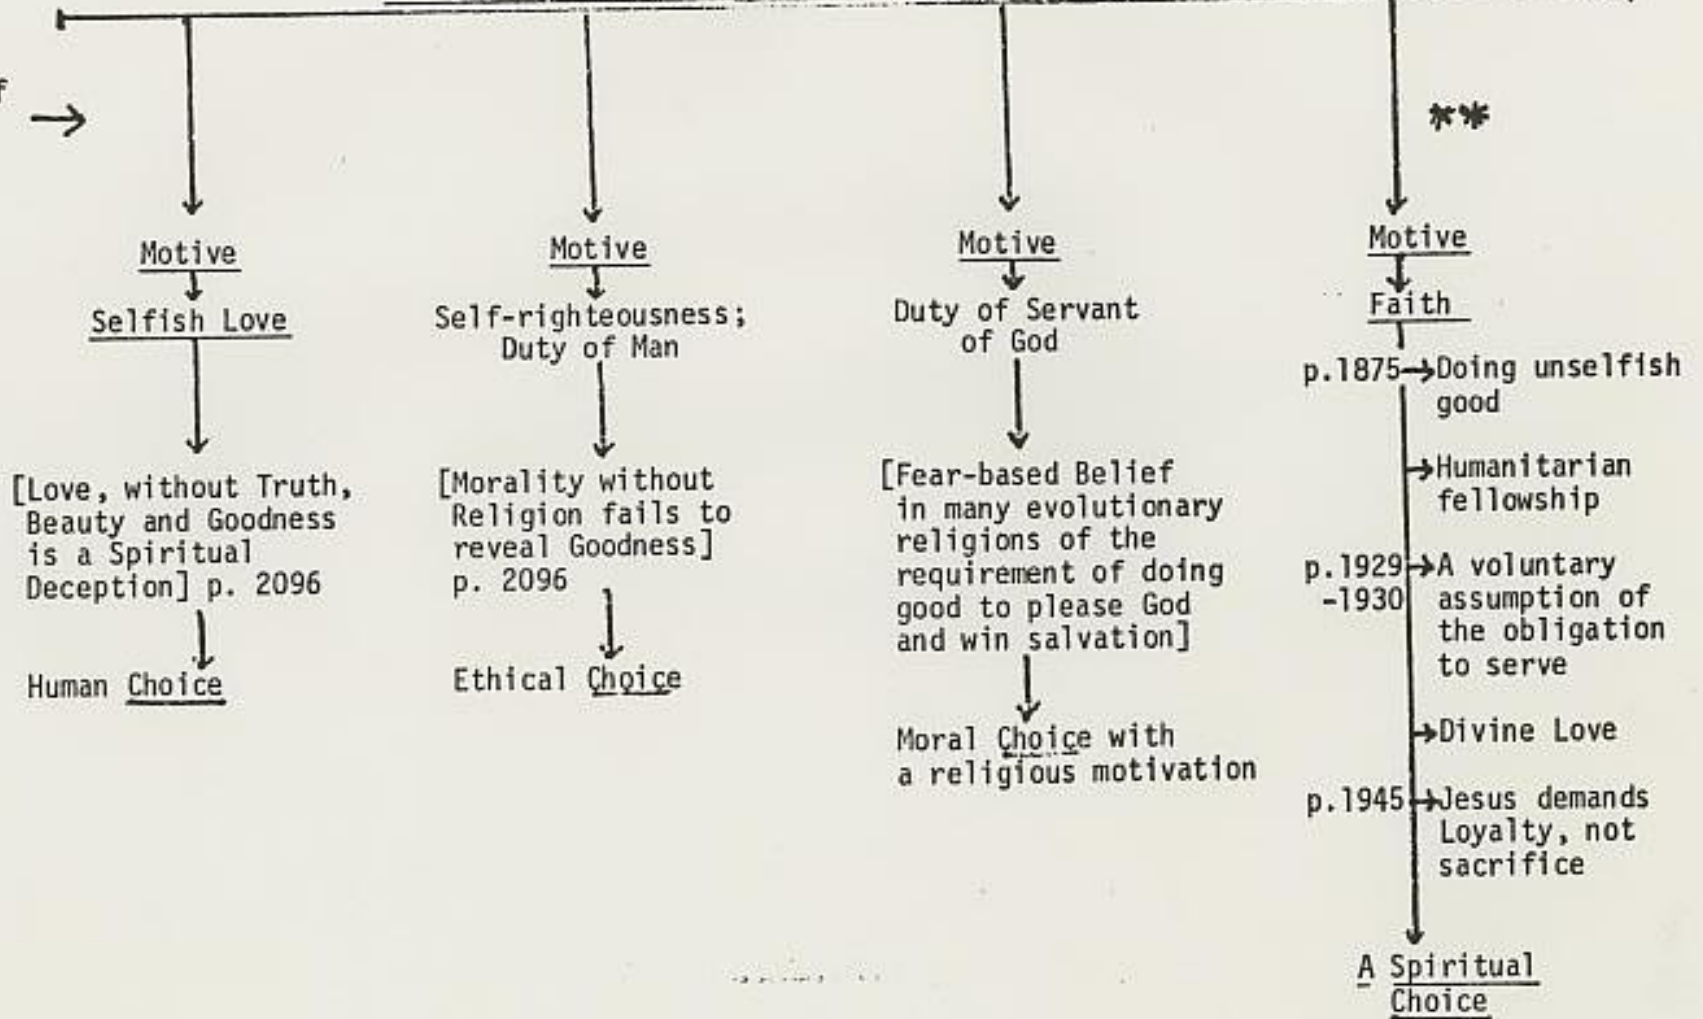 **
Motive
Selfish Love
[Love, without Truth,
Beauty and Goodness
is a Spiritual
Deception] p. 2096
Human Choice
Motive
Self-righteousness;
Duty of Man
[Morality without
Religion fails to
reveal Goodness]
p. 2096
Ethical Choice
Motive
Duty of Servant
of God
[Fear-based Belief
in many evolutionary
religions of the
requirement of doing
good to please God
and win salvation]
Moral Choice with
a religious motivation
Motive
Faith
p.1875 Doing unselfish
good
Humanitarian
fellowship
p.1929 A voluntary
-1930 assumption of
the obligation
to serve
Divine Love
p.1945 Jesus demands
Loyalty, not
sacrifice
A Spiritual
Choice